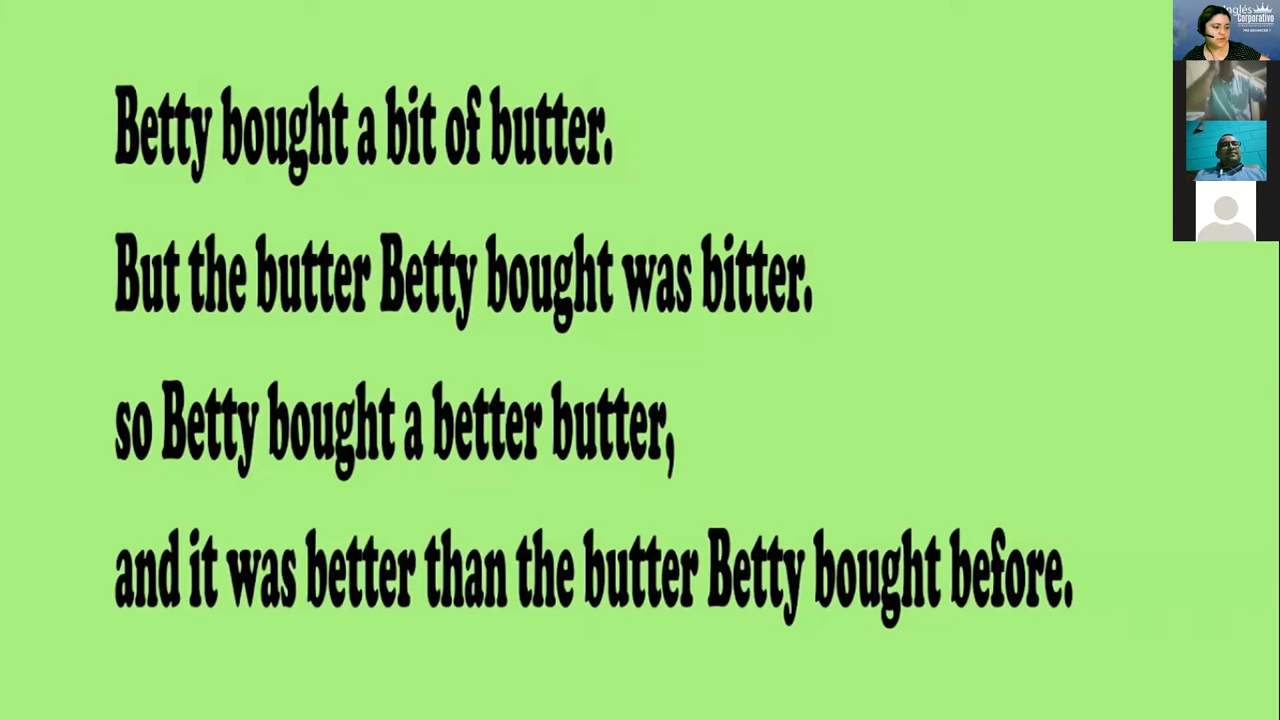 Betty bought a bit of butter.
But the butter Betty bought was bitter.
so Betty bought a better butter,
and it was better than the butter Betty bought before.
Inglés
Corporativo